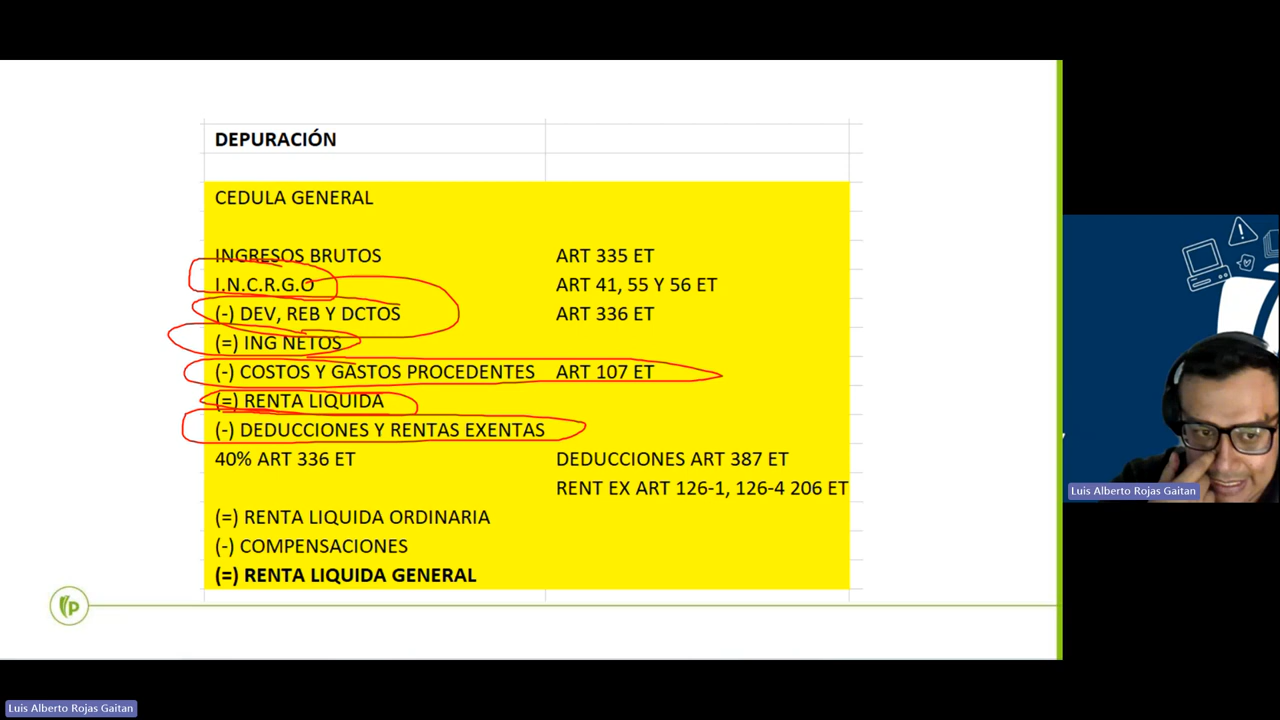 DEPURACIÓN
CEDULA GENERAL
INGRESOS BRUTOS ART 335 ET
I.N.C.R.G.O ART 41, 55 Y 56 ET
(-) DEV, REB Y DCTOS ART 336 ET
(=) ING NETOS
(-) COSTOS Y GASTOS PROCEDENTES ART 107 ET
(=) RENTA LIQUIDA
(-) DEDUCCIONES Y RENTAS EXENTAS
40% ART 336 ET DEDUCCIONES ART 387 ET
RENT EX ART 126-1, 126-4 206 ET
(=) RENTA LIQUIDA ORDINARIA
(-) COMPENSACIONES
(=) RENTA LIQUIDA GENERAL
P
7
Luis Alberto Rojas Gaitan
Luis Alberto Rojas Gaitan